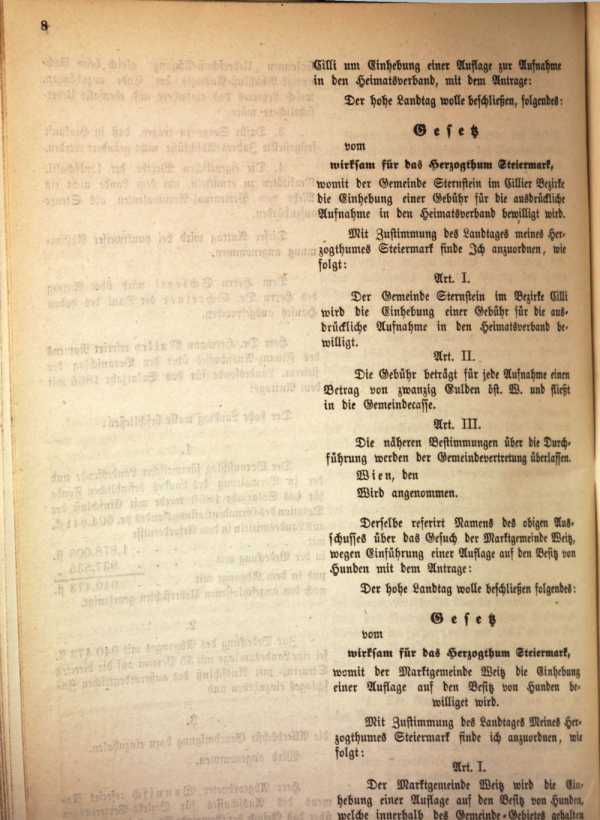 8
Cilli um Einhebung einer Auflage zur Aufnahme
in den Heimatsverband, mit dem Antrage:
Der hohe Landtag wolle beschließen, folgendes:
Gesetz
vom
wirksam für das Herzogthum Steiermark,
womit der Gemeinde Sternstein im Cillier Bezirke
die Einhebung einer Gebühr für die ausdrückliche
Aufnahme in den Heimatsverband bewilligt wird.
Mit Zustimmung des Landtages meines Her-
zogthumes Steiermark finde Ich anzuordnen, wie
folgt:
Art. I.
Der Gemeinde Sternstein im Bezirke Cilli
wird die Einhebung einer Gebühr für die aus-
drückliche Aufnahme in den Heimatsverband be-
willigt.
Art. II.
Die Gebühr beträgt für jede Aufnahme einen
Betrag von zwanzig Gulden öst. W. und fließt
in die Gemeindecasse.
Art. III.
Die näheren Bestimmungen über die Durch-
führung werden der Gemeindevertretung überlassen.
Wien, den
Wird angenommen.
Derselbe referirt Namens des obigen Aus-
schusses über das Gesuch der Marktgemeinde Weitz,
wegen Einführung einer Auflage auf den Besitz von
Hunden mit dem Antrage:
Der hohe Landtag wolle beschließen folgendes:
Gesetz
vom
wirksam für das Herzogthum Steiermark,
womit der Marktgemeinde Weitz die Einhebung
einer Auflage auf den Besitz von Hunden be-
williget wird.
Mit Zustimmung des Landtages Meines Her-
zogthumes Steiermark finde ich anzuordnen, wie
folgt:
Art. I.
Der Marktgemeinde Weitz wird die Ein-
hebung einer Auflage auf den Besitz von Hunden,
welche innerhalb des Gemeinde-Gebietes gehalten